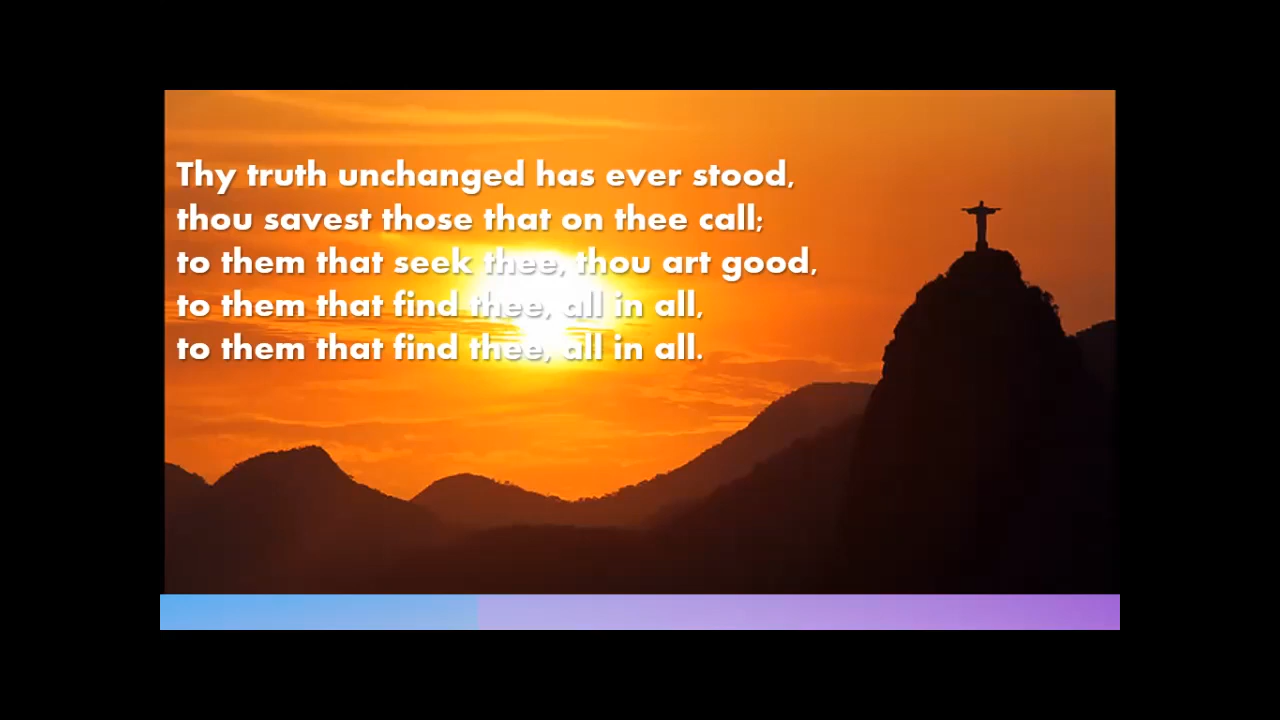 Thy truth unchanged has ever stood,
thou savest those that on thee call;
to them that seek thee, thou art good,
to them that find thee, all in all,
to them that find thee, all in all.